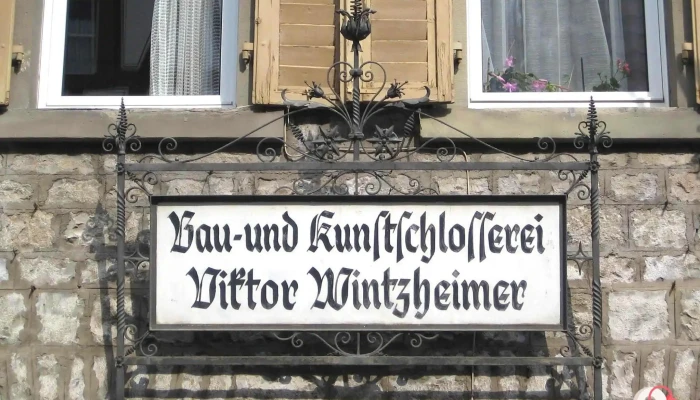 Bau-und Kunſtſchloſſerei
Viktor Wintzheimer